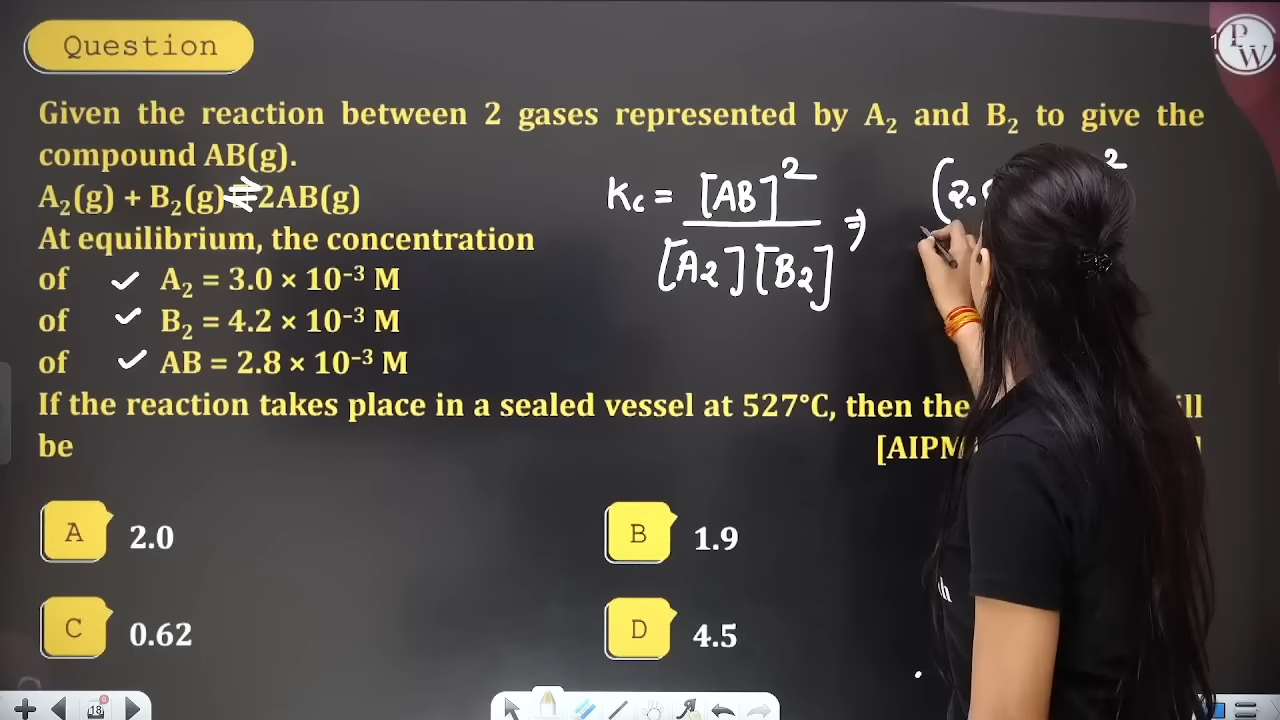 Question
PW
Given the reaction between 2 gases represented by A₂ and B₂ to give the
compound AB(g).
A₂(g) + B₂(g) ⇌ 2AB(g)
At equilibrium, the concentration
of ✓ A₂ = 3.0 × 10⁻³ M
of ✓ B₂ = 4.2 × 10⁻³ M
of ✓ AB = 2.8 × 10⁻³ M
If the reaction takes place in a sealed vessel at 527°C, then the
be
Kc = [AB]² / [A₂][B₂] ⇒
A 2.0
B 1.9
C 0.62
D 4.5
18